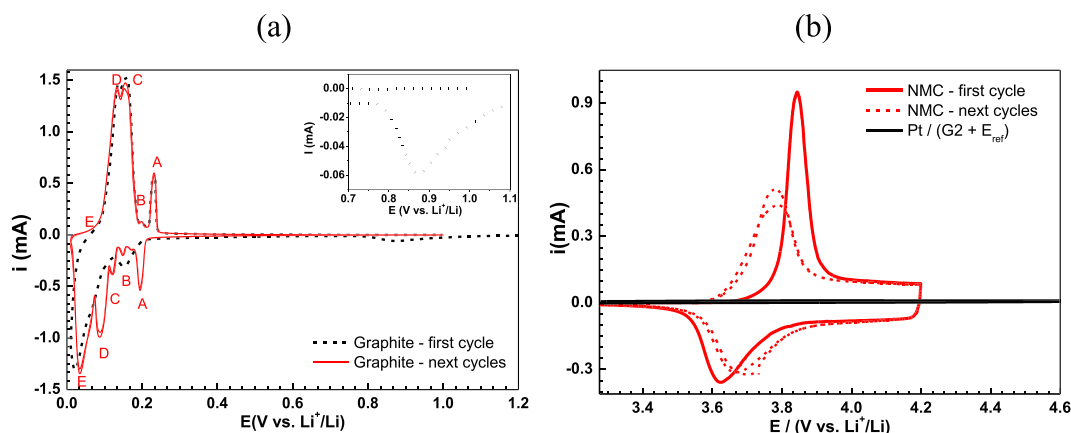 (a)
(b)
1.5
1.0
0.5
0.0
-0.5
-1.0
-1.5
i (mA)
0.0 0.2 0.4 0.6 0.8 1.0 1.2
E(V vs. Li+/Li)
D C
A
B
E
B
A
C
D
E
Graphite - first cycle
Graphite - next cycles
0.00
-0.02
-0.04
-0.06
I (mA)
0.7 0.8 0.9 1.0 1.1
E (V vs. Li+/Li)
0.9
0.6
0.3
0.0
-0.3
i(mA)
3.4 3.6 3.8 4.0 4.2 4.4 4.6
E / (V vs. Li+/Li)
NMC - first cycle
NMC - next cycles
Pt / (G2 + Eref)